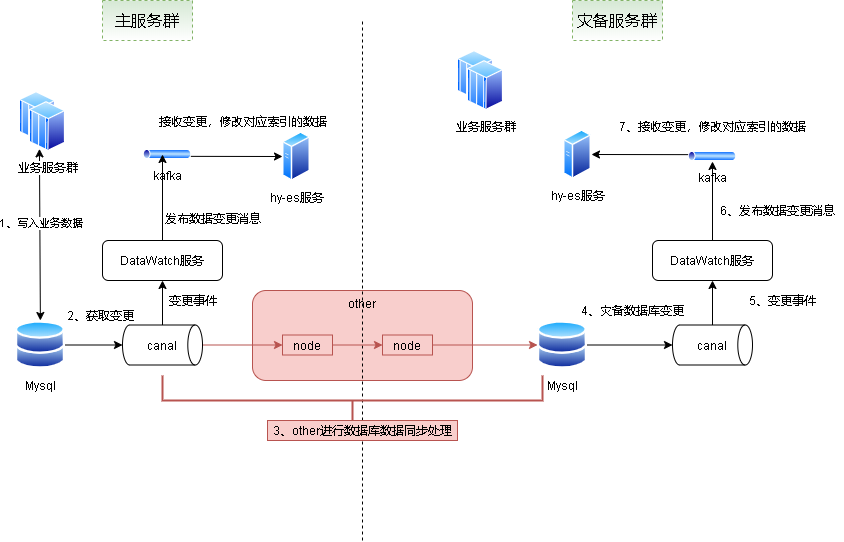 主服务群
灾备服务群
业务服务群
接收变更，修改对应索引的数据
kafka
hy-es服务
1、写入业务数据
发布数据变更消息
DataWatch服务
变更事件
2、获取变更
canal
Mysql
other
node
node
3、other进行数据库数据同步处理
业务服务群
7、接收变更，修改对应索引的数据
kafka
hy-es服务
6、发布数据变更消息
DataWatch服务
5、变更事件
4、灾备数据库变更
canal
Mysql